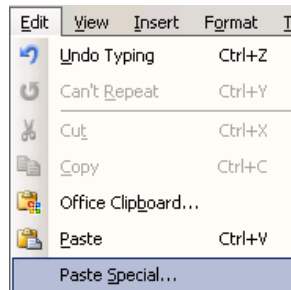 Edit View Insert Format T
Undo Typing Ctrl+Z
Can't Repeat Ctrl+Y
Cut Ctrl+X
Copy Ctrl+C
Office Clipboard...
Paste Ctrl+V
Paste Special...